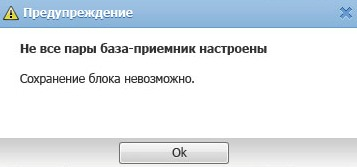 Предупреждение
Не все пары база-приемник настроены
Сохранение блока невозможно.
Ok